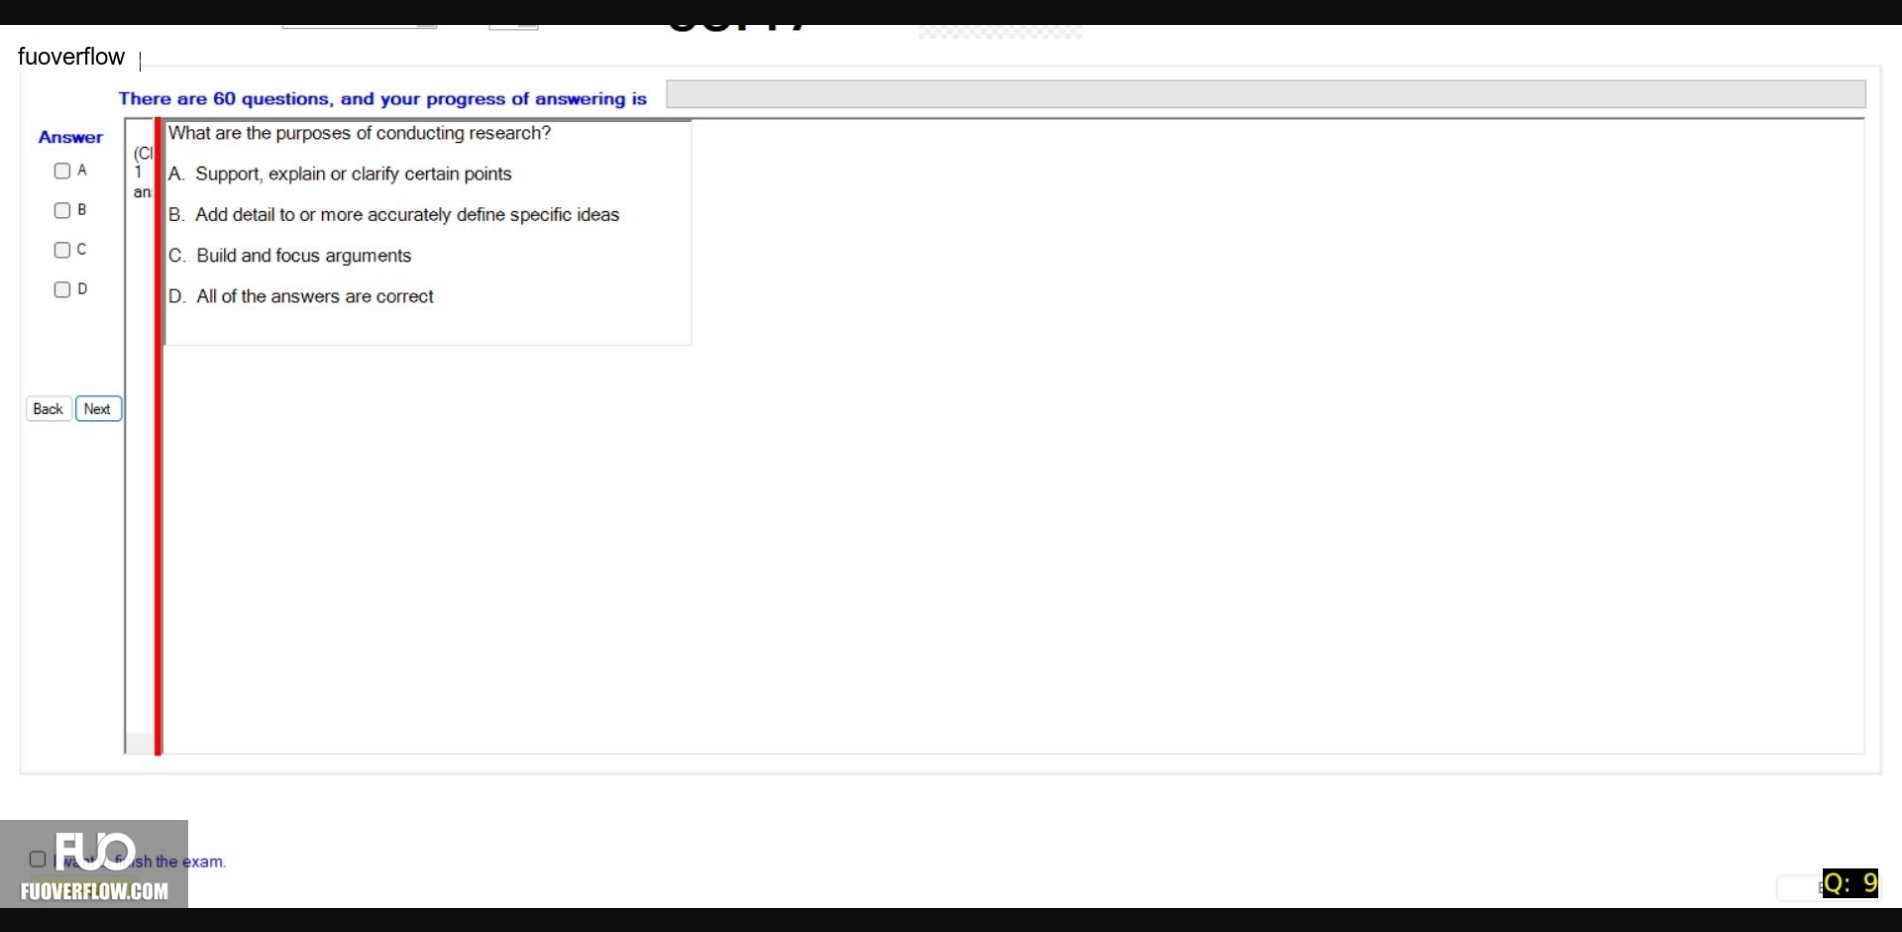 fuoverflow
There are 60 questions, and your progress of answering is
Answer
A
B
C
D
(Cl
1
an
What are the purposes of conducting research?
A. Support, explain or clarify certain points
B. Add detail to or more accurately define specific ideas
C. Build and focus arguments
D. All of the answers are correct
Back
Next
FUO
sh the exam.
FUOVERFLOW.COM
Q: 9